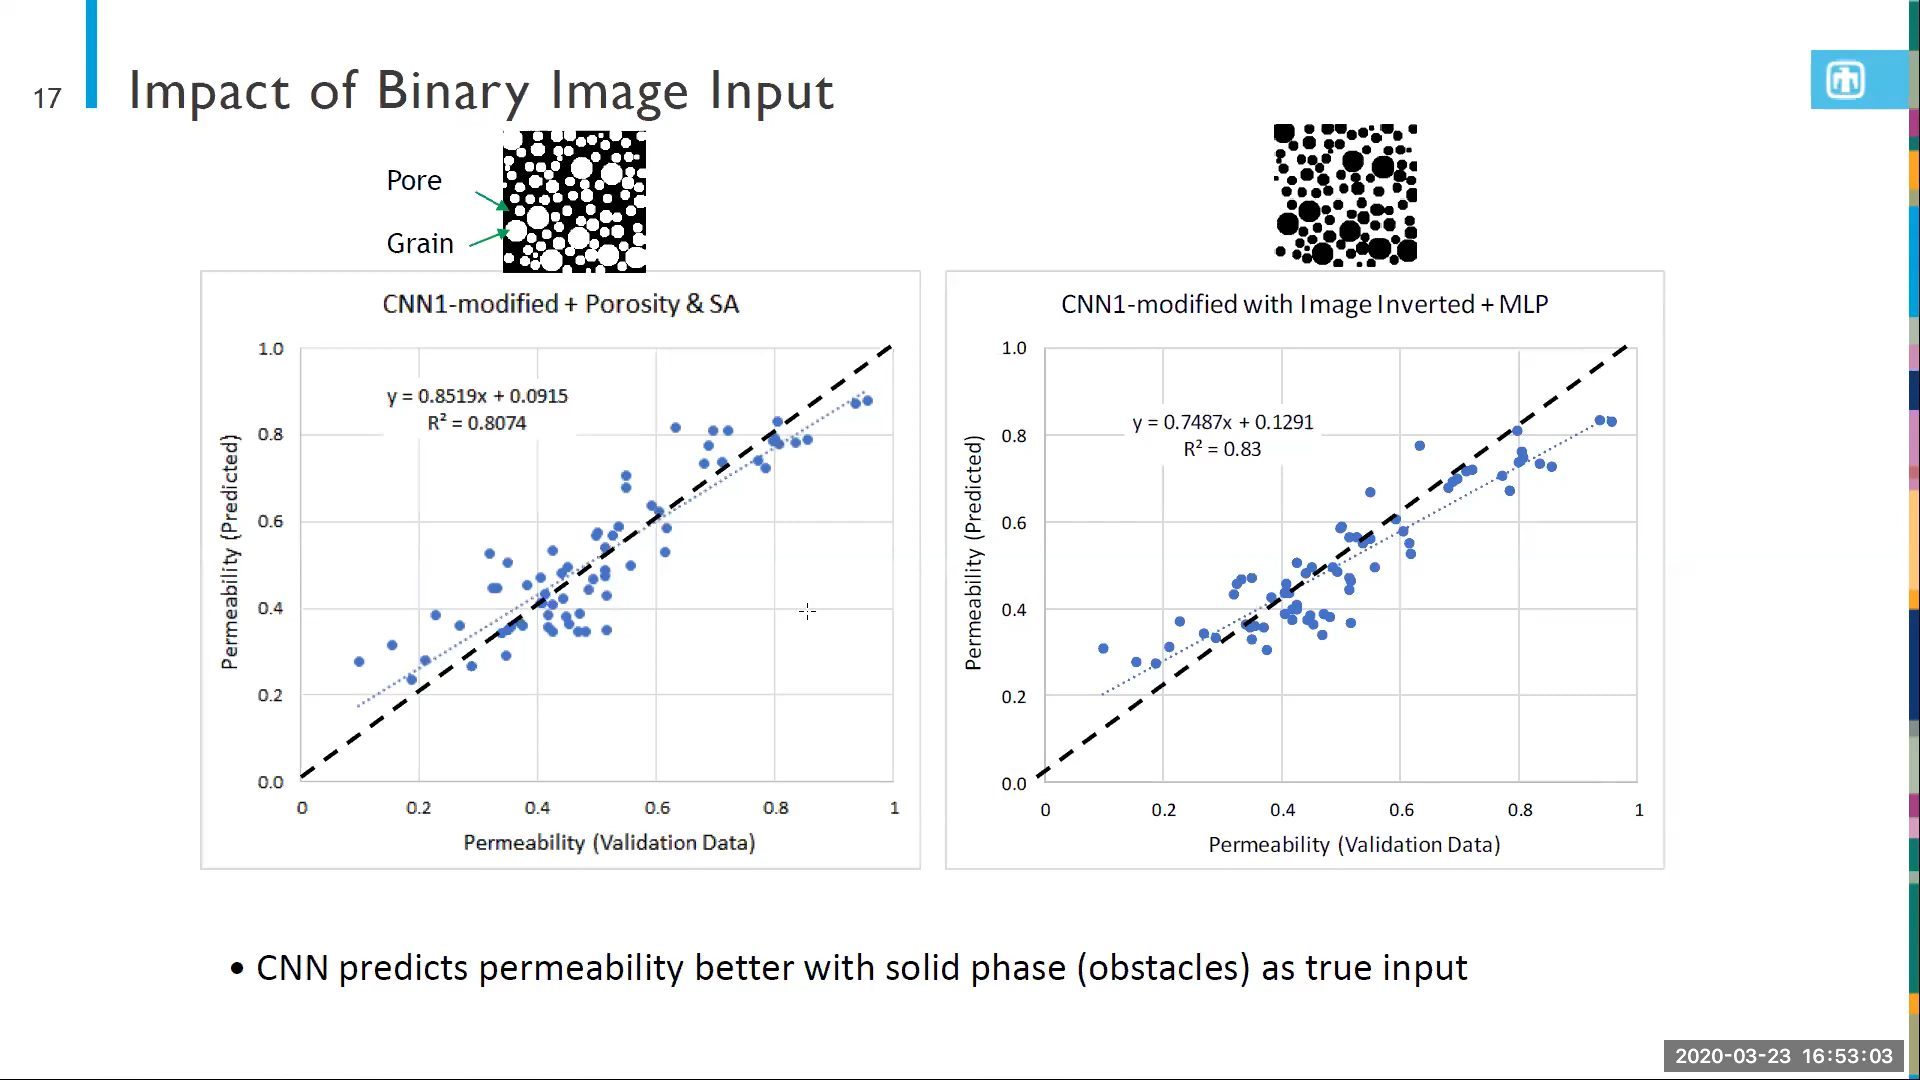 17
Impact of Binary Image Input
Pore
Grain
CNN1-modified + Porosity & SA
y = 0.8519x + 0.0915
R² = 0.8074
Permeability (Predicted)
1.0
0.8
0.6
0.4
0.2
0.0
0 0.2 0.4 0.6 0.8 1
Permeability (Validation Data)
CNN1-modified with Image Inverted + MLP
y = 0.7487x + 0.1291
R² = 0.83
Permeability (Predicted)
1.0
0.8
0.6
0.4
0.2
0.0
0 0.2 0.4 0.6 0.8 1
Permeability (Validation Data)
• CNN predicts permeability better with solid phase (obstacles) as true input
2020-03-23 16:53:03